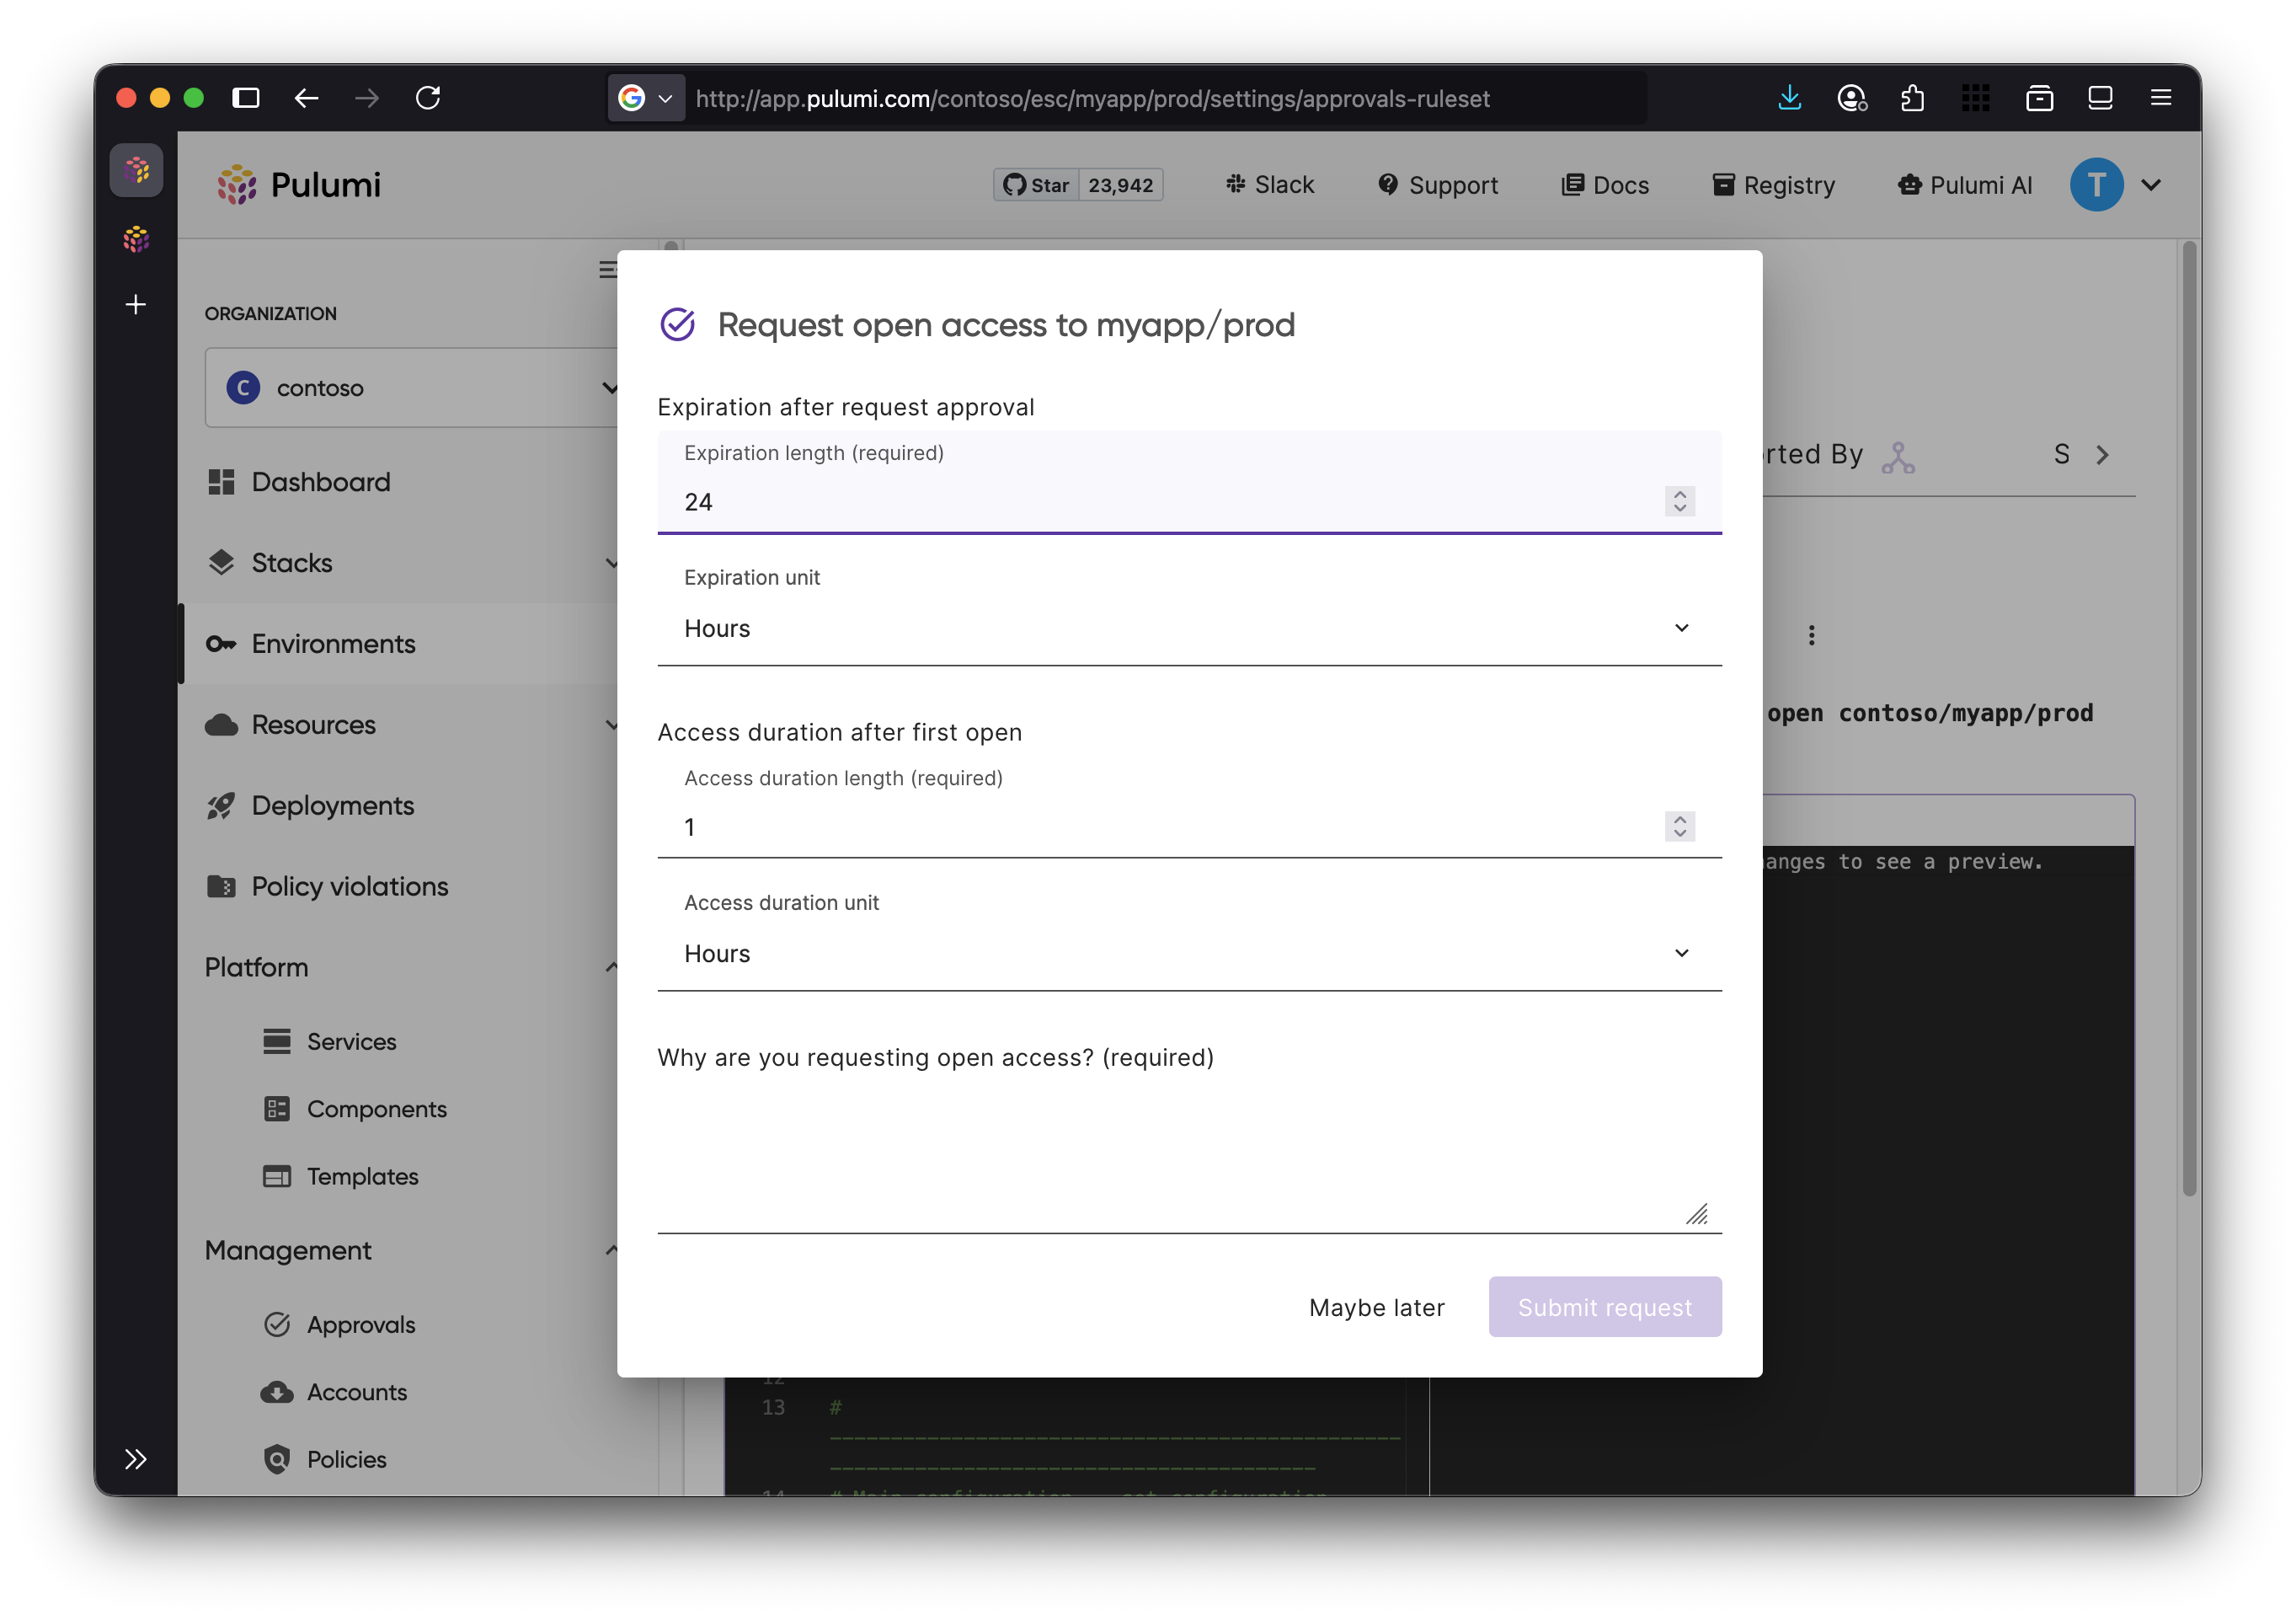 http://app.pulumi.com/contoso/esc/myapp/prod/settings/approvals-ruleset
Pulumi
Star 23,942
Slack
Support
Docs
Registry
Pulumi AI
T
ORGANIZATION
C contoso
Dashboard
Stacks
Environments
Resources
Deployments
Policy violations
Platform
Services
Components
Templates
Management
Approvals
Accounts
Policies
Request open access to myapp/prod
Expiration after request approval
Expiration length (required)
24
Expiration unit
Hours
Access duration after first open
Access duration length (required)
1
Access duration unit
Hours
Why are you requesting open access? (required)
Maybe later
Submit request
rted By
S
open contoso/myapp/prod
anges to see a preview.
12
13 #
----------------------------------------------- 
----------------------------------------
14 # Main configuration